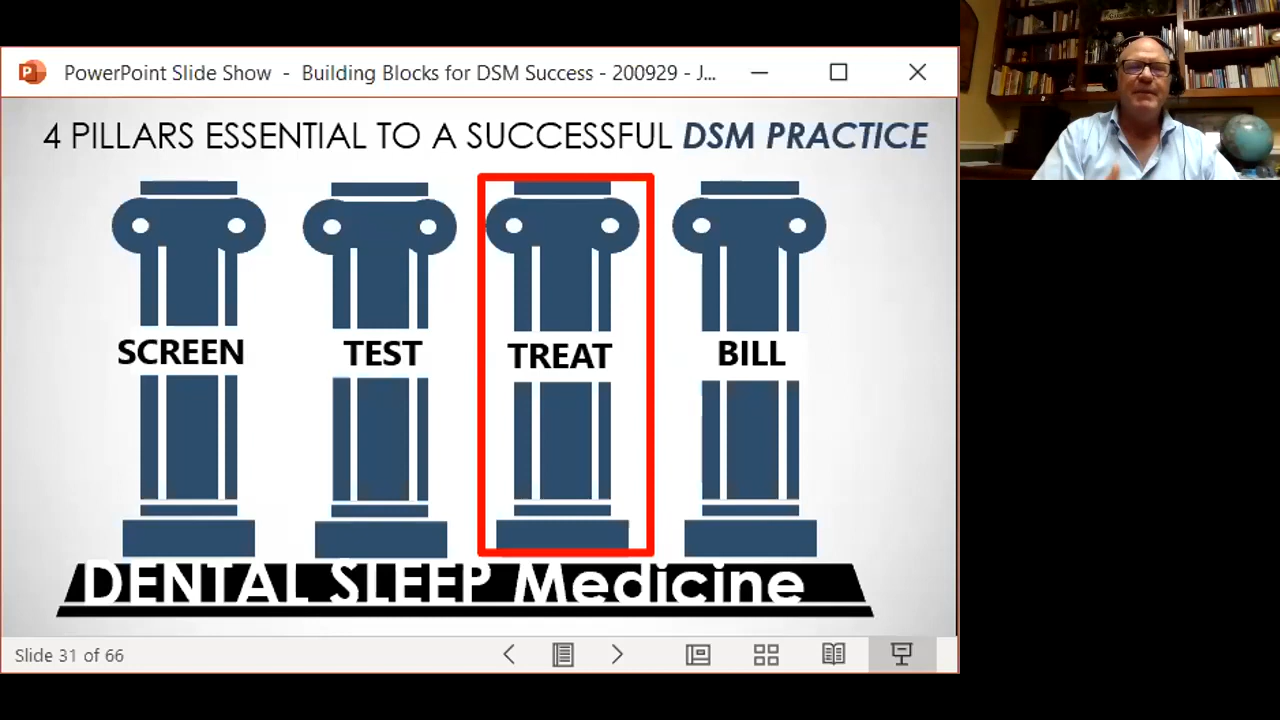 PowerPoint Slide Show - Building Blocks for DSM Success - 200929 - J...
4 PILLARS ESSENTIAL TO A SUCCESSFUL DSM PRACTICE
SCREEN
TEST
TREAT
BILL
DENTAL SLEEP Medicine
Slide 31 of 66